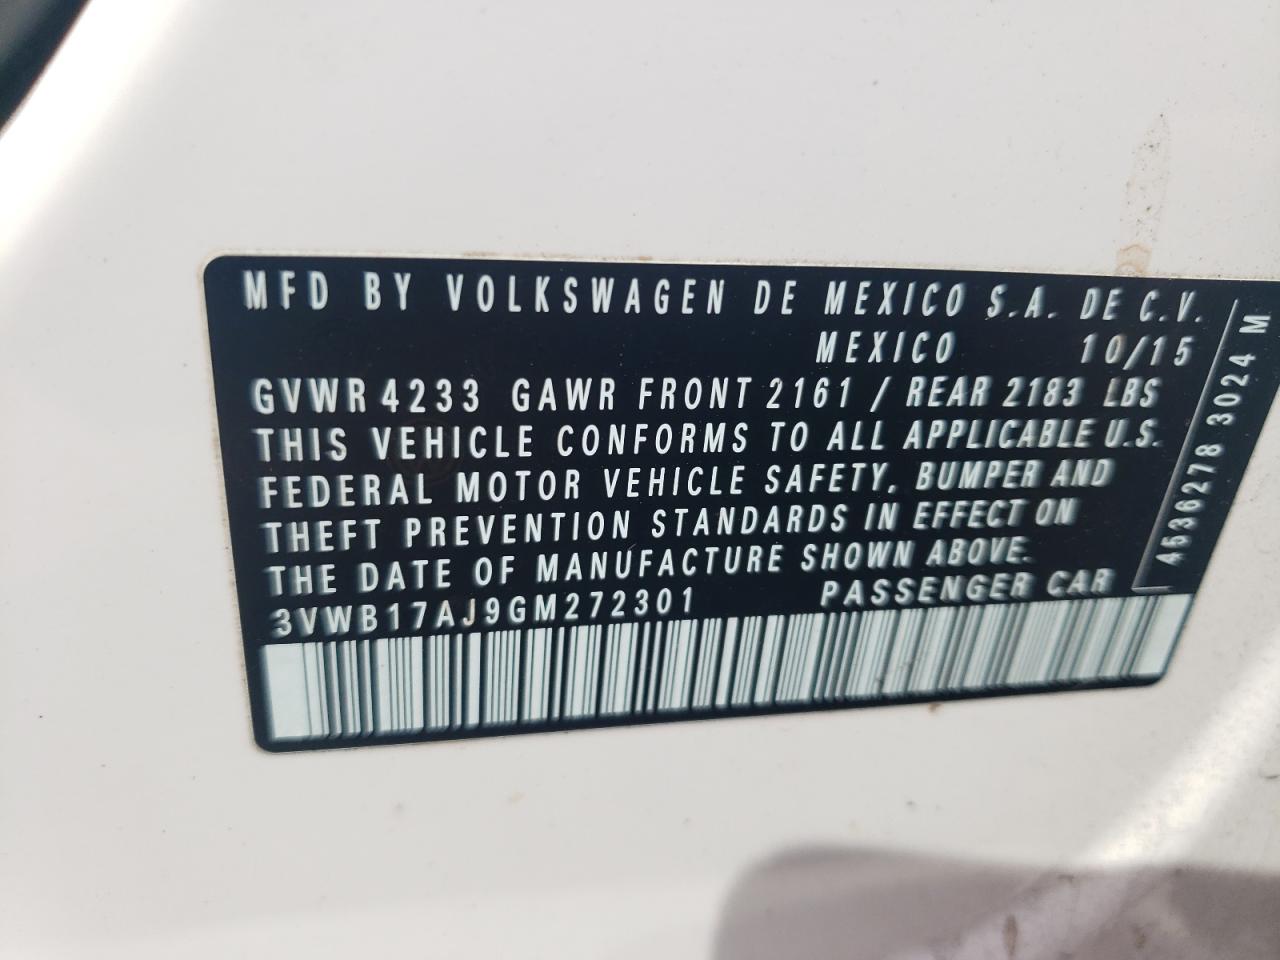 MFD BY VOLKSWAGEN DE MEXICO S.A. DE C.V.
MEXICO 10/15
GVWR 4233 GAWR FRONT 2161 / REAR 2183 LBS
THIS VEHICLE CONFORMS TO ALL APPLICABLE U.S.
FEDERAL MOTOR VEHICLE SAFETY, BUMPER AND
THEFT PREVENTION STANDARDS IN EFFECT ON
THE DATE OF MANUFACTURE SHOWN ABOVE.
3VWB17AJ9GM272301 PASSENGER CAR
4536278 3024 M